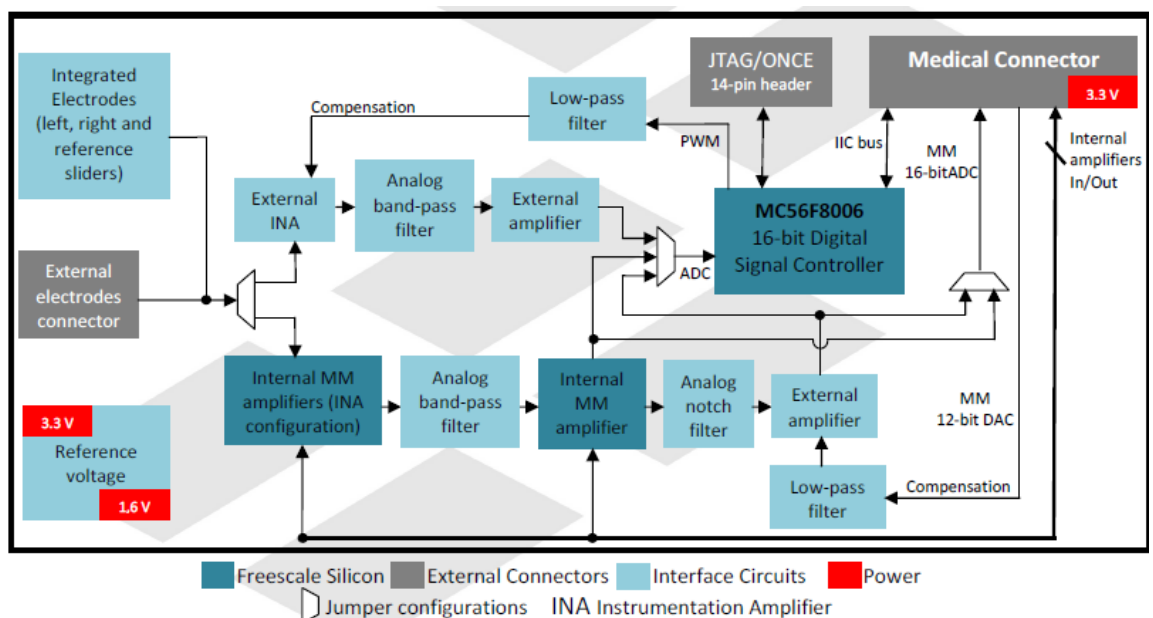 Integrated
Electrodes
(left, right and
reference
sliders)
External
electrodes
connector
3.3 V
Reference
voltage
1,6 V
Compensation
Low-pass
filter
PWM
JTAG/ONCE
14-pin header
Medical Connector
3.3 V
IIC bus
MM
16-bitADC
Internal
amplifiers
In/Out
External
INA
Analog
band-pass
filter
External
amplifier
ADC
MC56F8006
16-bit Digital
Signal Controller
Internal MM
amplifiers (INA
configuration)
Analog
band-pass
filter
Internal
MM
amplifier
Analog
notch
filter
External
amplifier
MM
12-bit DAC
Low-pass
filter
Compensation
Freescale Silicon
External Connectors
Interface Circuits
Power
Jumper configurations
INA Instrumentation Amplifier